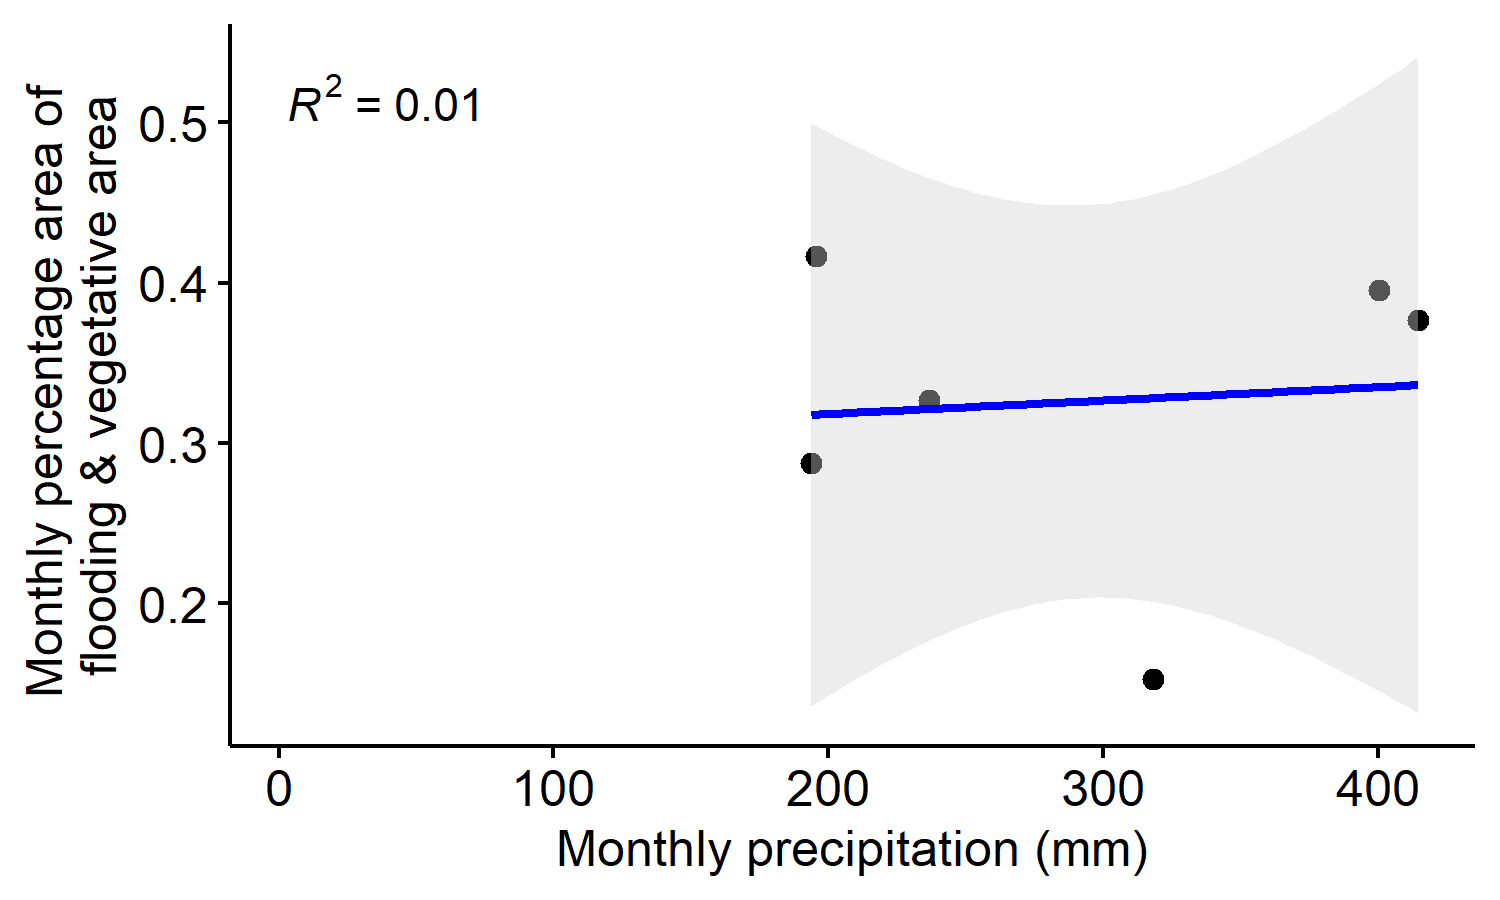 Monthly percentage area of
flooding & vegetative area
R² = 0.01
0.5
0.4
0.3
0.2
0 100 200 300 400
Monthly precipitation (mm)